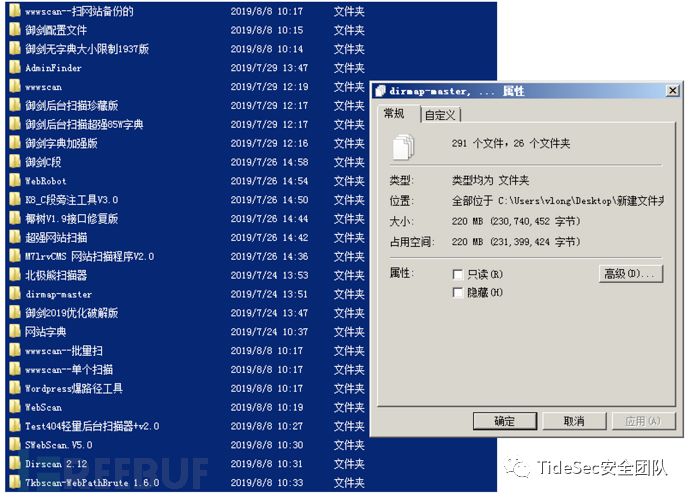 wwwscan--扫网站备份的 2019/8/8 10:17 文件夹
御剑配置文件 2019/8/8 10:15 文件夹
御剑无字典大小限制1937版 2019/8/8 10:14 文件夹
AdminFinder 2019/7/29 13:47 文件夹
wwwscan 2019/7/29 12:19 文件夹
御剑后台扫描珍藏版 2019/7/29 12:17 文件夹
御剑后台扫描超强85W字典 2019/7/29 12:17 文件夹
御剑字典加强版 2019/7/29 12:16 文件夹
御剑C段 2019/7/26 14:58 文件夹
WebRobot 2019/7/26 14:54 文件夹
K8_C段旁注工具V3.0 2019/7/26 14:50 文件夹
椰树V1.9接口修复版 2019/7/26 14:44 文件夹
超强网站扫描 2019/7/26 14:42 文件夹
M7lrvCMS 网站扫描程序V2.0 2019/7/26 14:36 文件夹
北极熊扫描器 2019/7/24 13:53 文件夹
dirmap-master 2019/7/24 13:51 文件夹
御剑2019优化破解版 2019/7/24 13:47 文件夹
网站字典 2019/7/24 10:37 文件夹
wwwscan--批量扫 2019/8/8 10:17 文件夹
wwwscan--单个扫描 2019/8/8 10:17 文件夹
Wordpress爆路径工具 2019/8/8 10:17 文件夹
WebScan 2019/8/8 10:19 文件夹
Test404轻量后台扫描器+v2.0 2019/8/8 10:27 文件夹
SWebScan.V5.0 2019/8/8 10:30 文件夹
Dirscan 2.12 2019/8/8 10:31 文件夹
7kbscan-WebPathBrute 1.6.0 2019/8/8 10:33 文件夹
dirmap-master, ... 属性
常规 自定义
291 个文件，26 个文件夹
类型: 类型均为 文件夹
位置: 全部位于 C:\Users\vlong\Desktop\新建文件夹
大小: 220 MB (230,740,452 字节)
占用空间: 220 MB (231,399,424 字节)
属性: 只读(R) 高级(D)...
隐藏(H)
确定 取消 应用(A)
REEBUF
TideSec安全团队